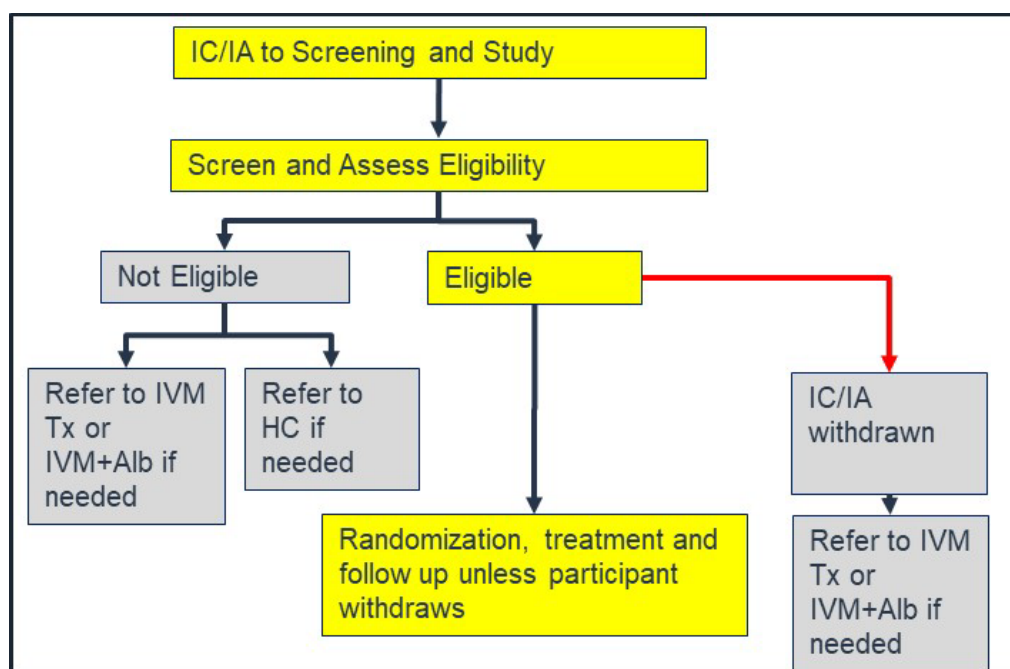 IC/IA to Screening and Study
Screen and Assess Eligibility
Not Eligible
Eligible
Refer to IVM
Tx or
IVM+Alb if
needed
Refer to
HC if
needed
IC/IA
withdrawn
Randomization, treatment and
follow up unless participant
withdraws
Refer to IVM
Tx or
IVM+Alb if
needed